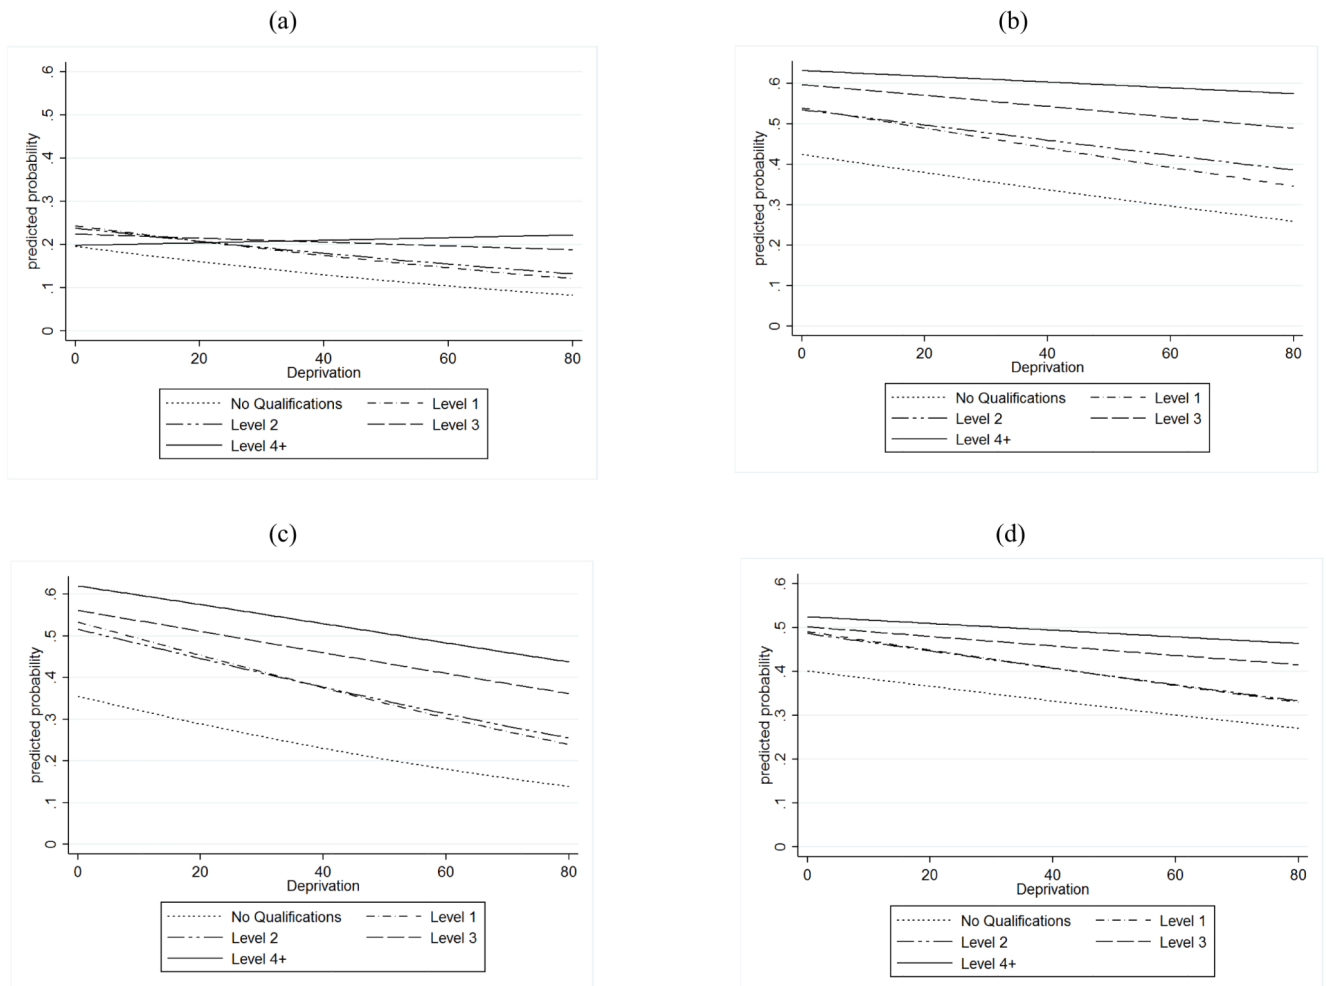 (a)
predicted probability
0 .1 .2 .3 .4 .5 .6
0 20 40 60 80
Deprivation
No Qualifications Level 1
Level 2 Level 3
Level 4+
(b)
predicted probability
0 .1 .2 .3 .4 .5 .6
0 20 40 60 80
Deprivation
No Qualifications Level 1
Level 2 Level 3
Level 4+
(c)
predicted probability
0 .1 .2 .3 .4 .5 .6
0 20 40 60 80
Deprivation
No Qualifications Level 1
Level 2 Level 3
Level 4+
(d)
predicted probability
0 .1 .2 .3 .4 .5 .6
0 20 40 60 80
Deprivation
No Qualifications Level 1
Level 2 Level 3
Level 4+